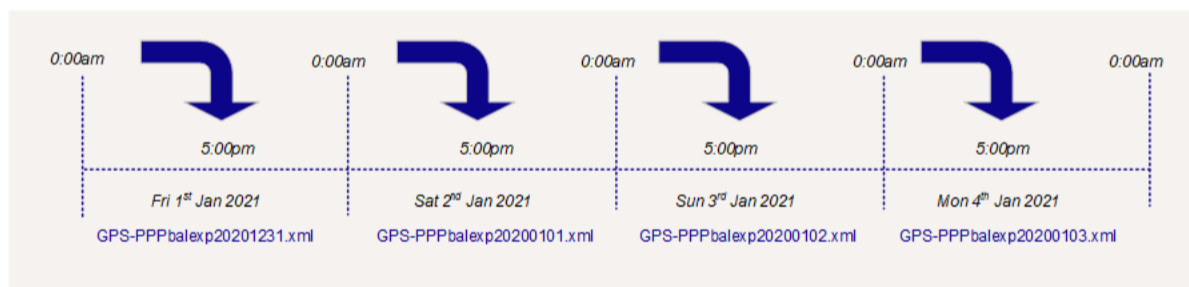 0:00am 0:00am 0:00am 0:00am 0:00am
5:00pm 5:00pm 5:00pm 5:00pm
Fri 1st Jan 2021 Sat 2nd Jan 2021 Sun 3rd Jan 2021 Mon 4th Jan 2021
GPS-PPPbalexp20201231.xml GPS-PPPbalexp20200101.xml GPS-PPPbalexp20200102.xml GPS-PPPbalexp20200103.xml